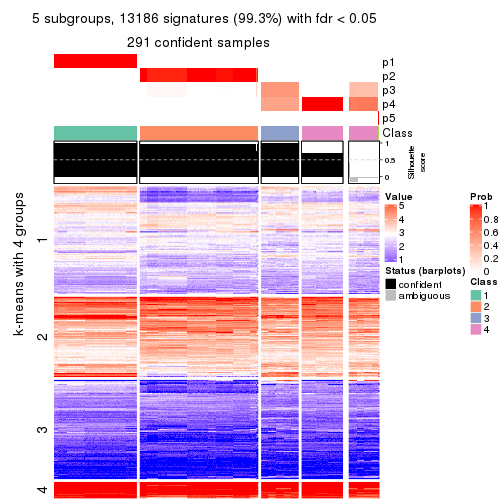 5 subgroups, 13186 signatures (99.3%) with fdr < 0.05
291 confident samples
p1
p2
p3
p4
p5
Class
1
0.5
0
Silhouette
score
k-means with 4 groups
1
2
3
4
Value
5
4
3
2
1
Status (barplots)
confident
ambiguous
Prob
1
0.8
0.6
0.4
0.2
0
Class
1
2
3
4